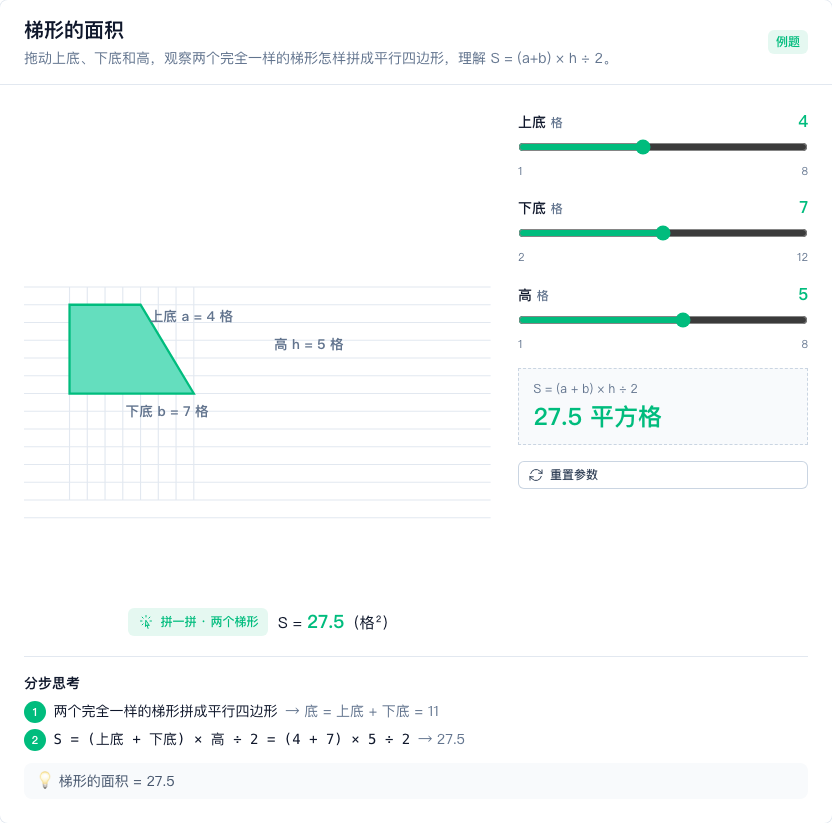 梯形的面积
拖动上底、下底和高，观察两个完全一样的梯形怎样拼成平行四边形，理解 S = (a+b) × h ÷ 2。
例题
上底 格 4
1 8
下底 格 7
2 12
高 格 5
1 8
S = (a + b) × h ÷ 2
27.5 平方格
重置参数
上底 a = 4 格
高 h = 5 格
下底 b = 7 格
拼一拼 · 两个梯形 S = 27.5 (格²)
分步思考
1 两个完全一样的梯形拼成平行四边形 → 底 = 上底 + 下底 = 11
2 S = (上底 + 下底) × 高 ÷ 2 = (4 + 7) × 5 ÷ 2 → 27.5
💡 梯形的面积 = 27.5